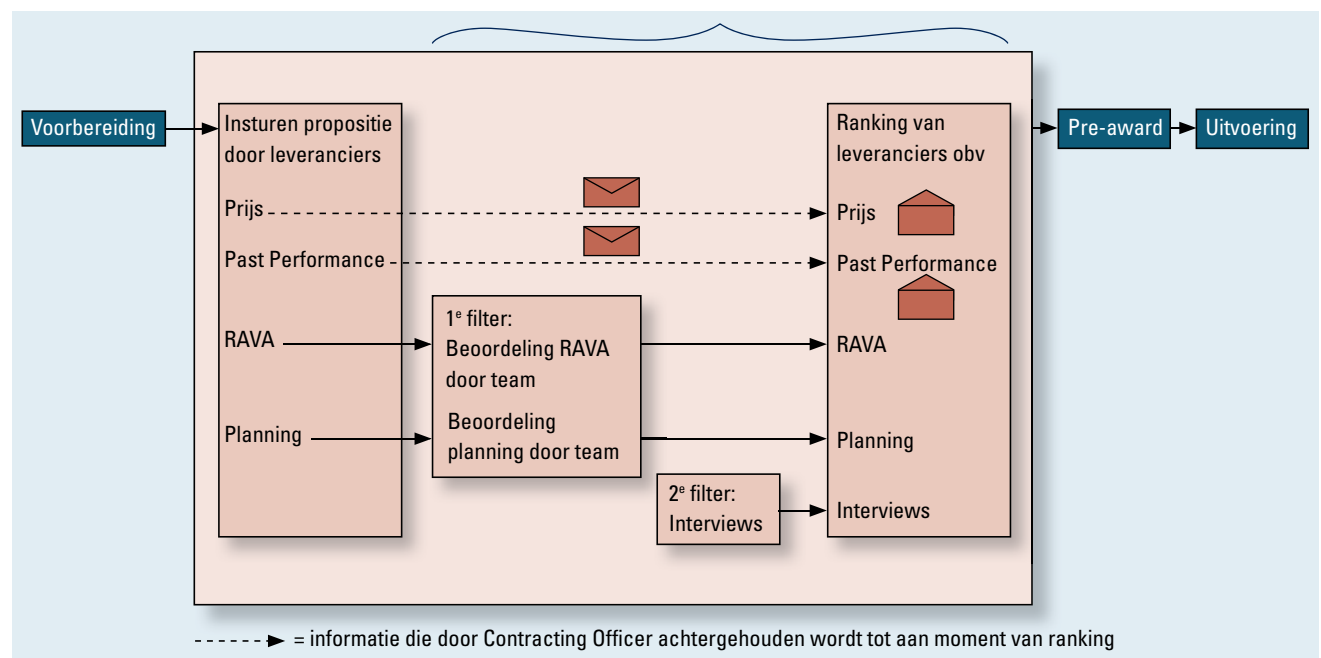 Voorbereiding
Insturen propositie
door leveranciers
Prijs
Past Performance
RAVA
Planning
1e filter:
Beoordeling RAVA
door team
Beoordeling
planning door team
2e filter:
Interviews
Ranking van
leveranciers obv
Prijs
Past Performance
RAVA
Planning
Interviews
Pre-award
Uitvoering
= informatie die door Contracting Officer achtergehouden wordt tot aan moment van ranking